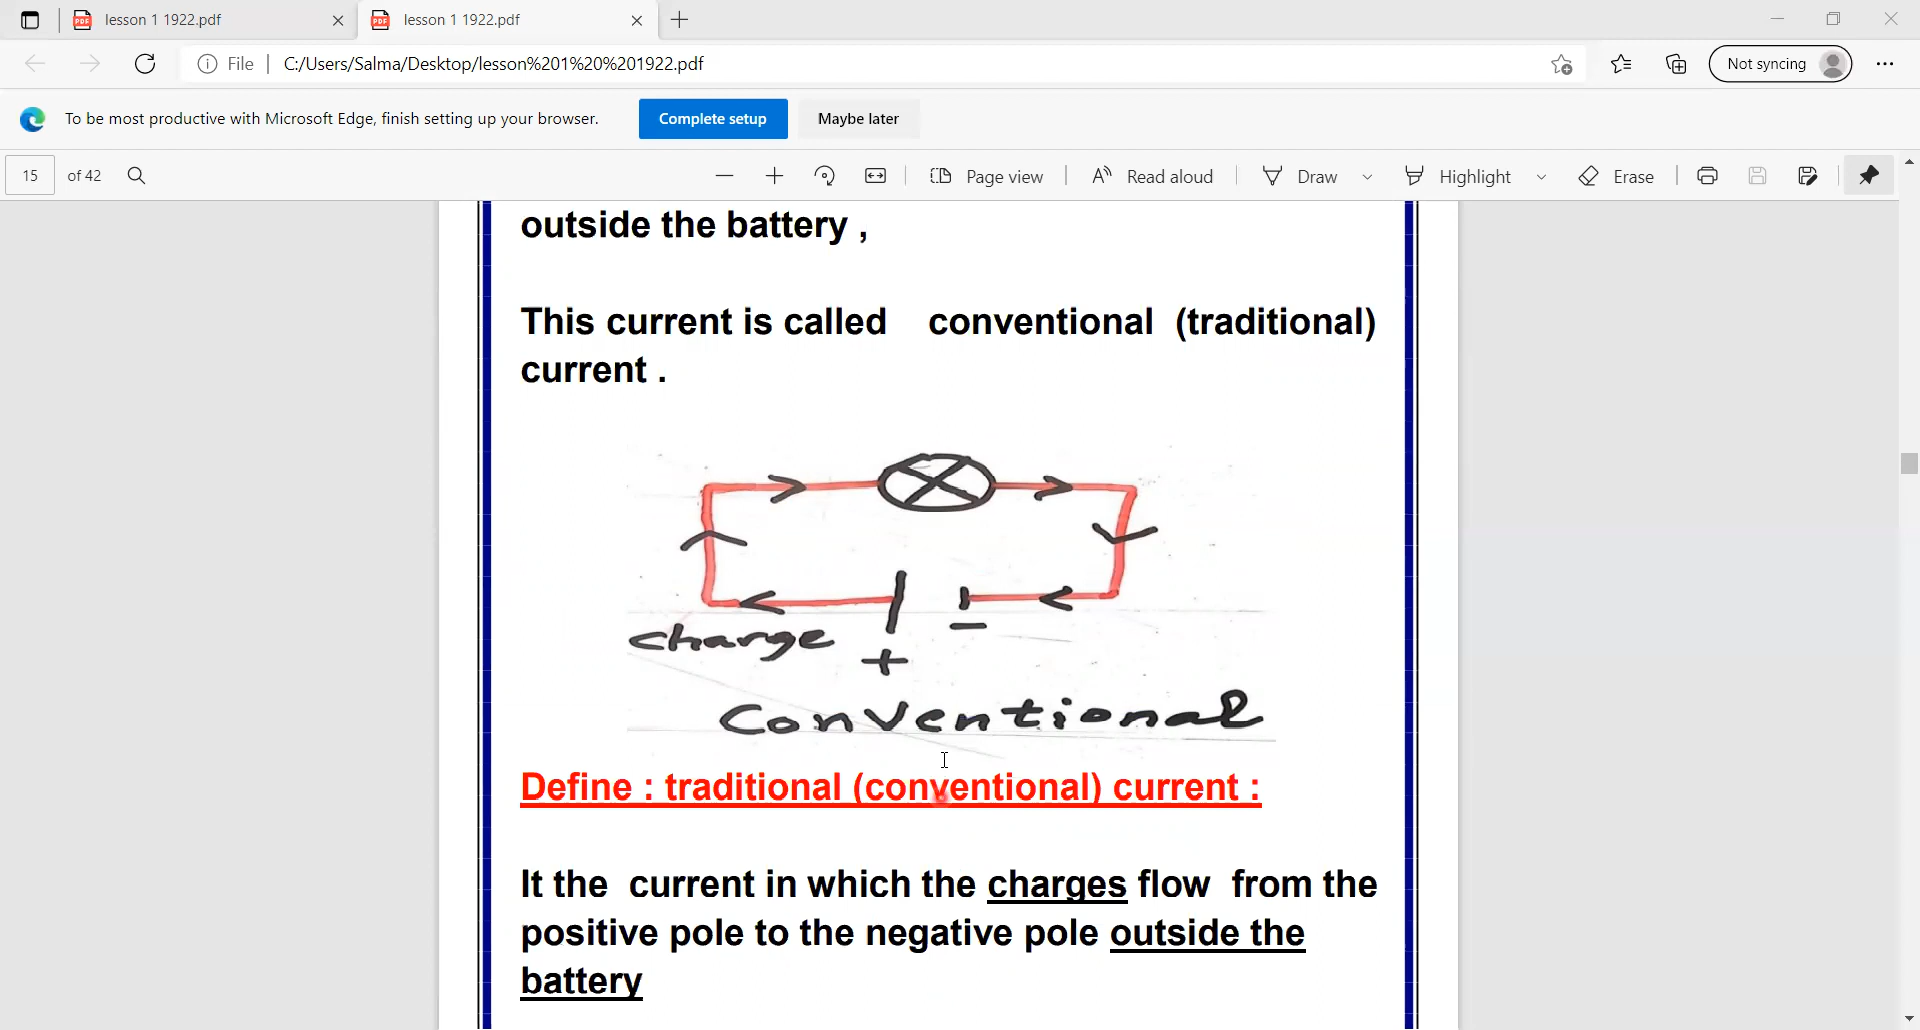 lesson 1 1922.pdf
lesson 1 1922.pdf
File C:/Users/Salma/Desktop/lesson%201%20%201922.pdf
Not syncing
To be most productive with Microsoft Edge, finish setting up your browser. Complete setup Maybe later
15 of 42 Page view Read aloud Draw Highlight Erase
outside the battery ,
This current is called conventional (traditional)
current .
charge
+ −
Conventional
Define : traditional (conventional) current :
It the current in which the charges flow from the
positive pole to the negative pole outside the
battery